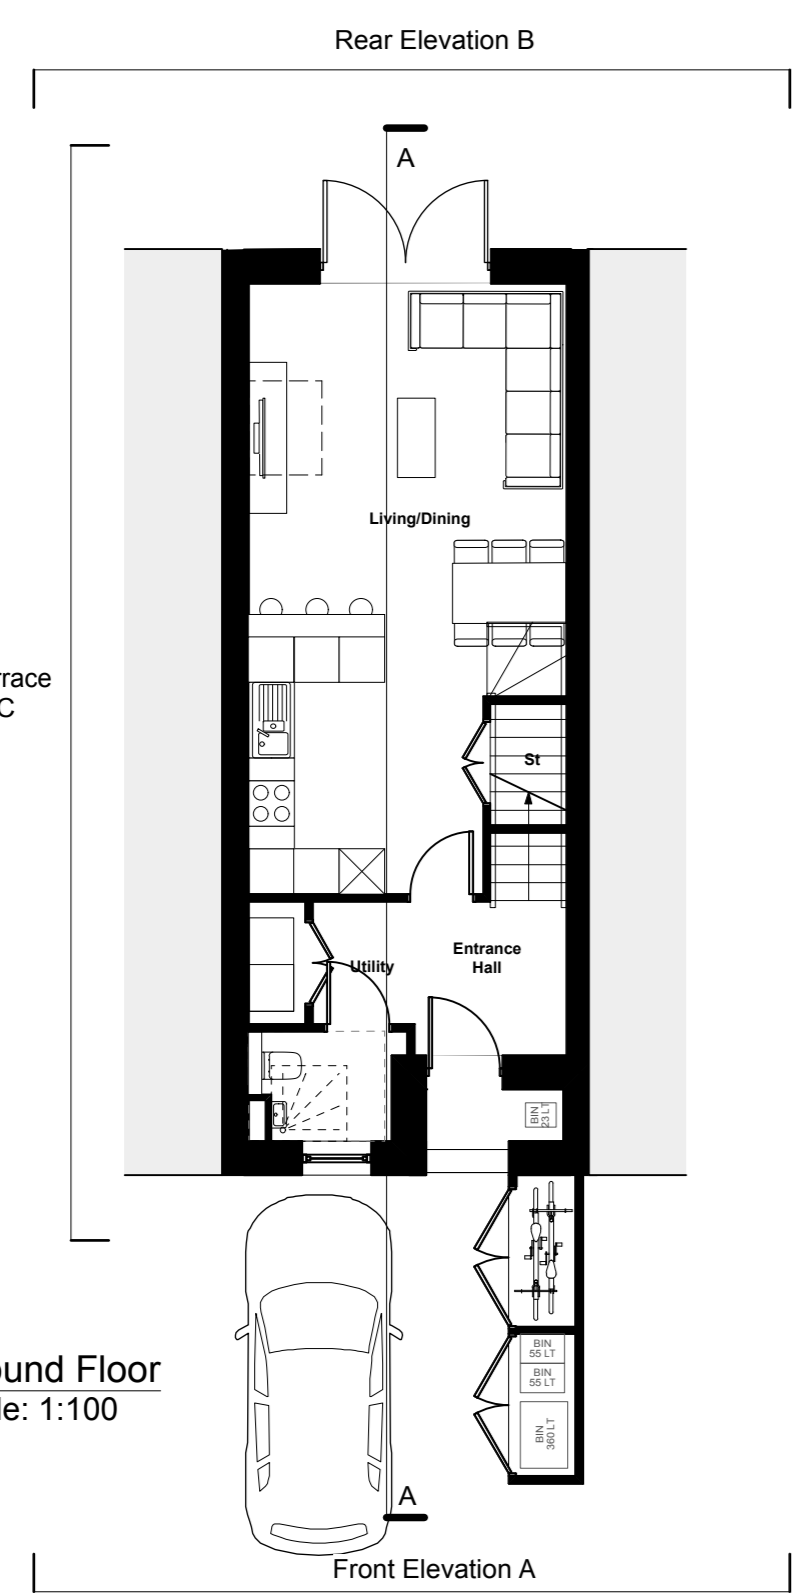 Rear Elevation B
A
Living/Dining
rrace
C
St
Utility
Entrance
Hall
BIN
23 LT
BIN
55 LT
BIN
55 LT
BIN
360 LT
ound Floor
le: 1:100
A
Front Elevation A